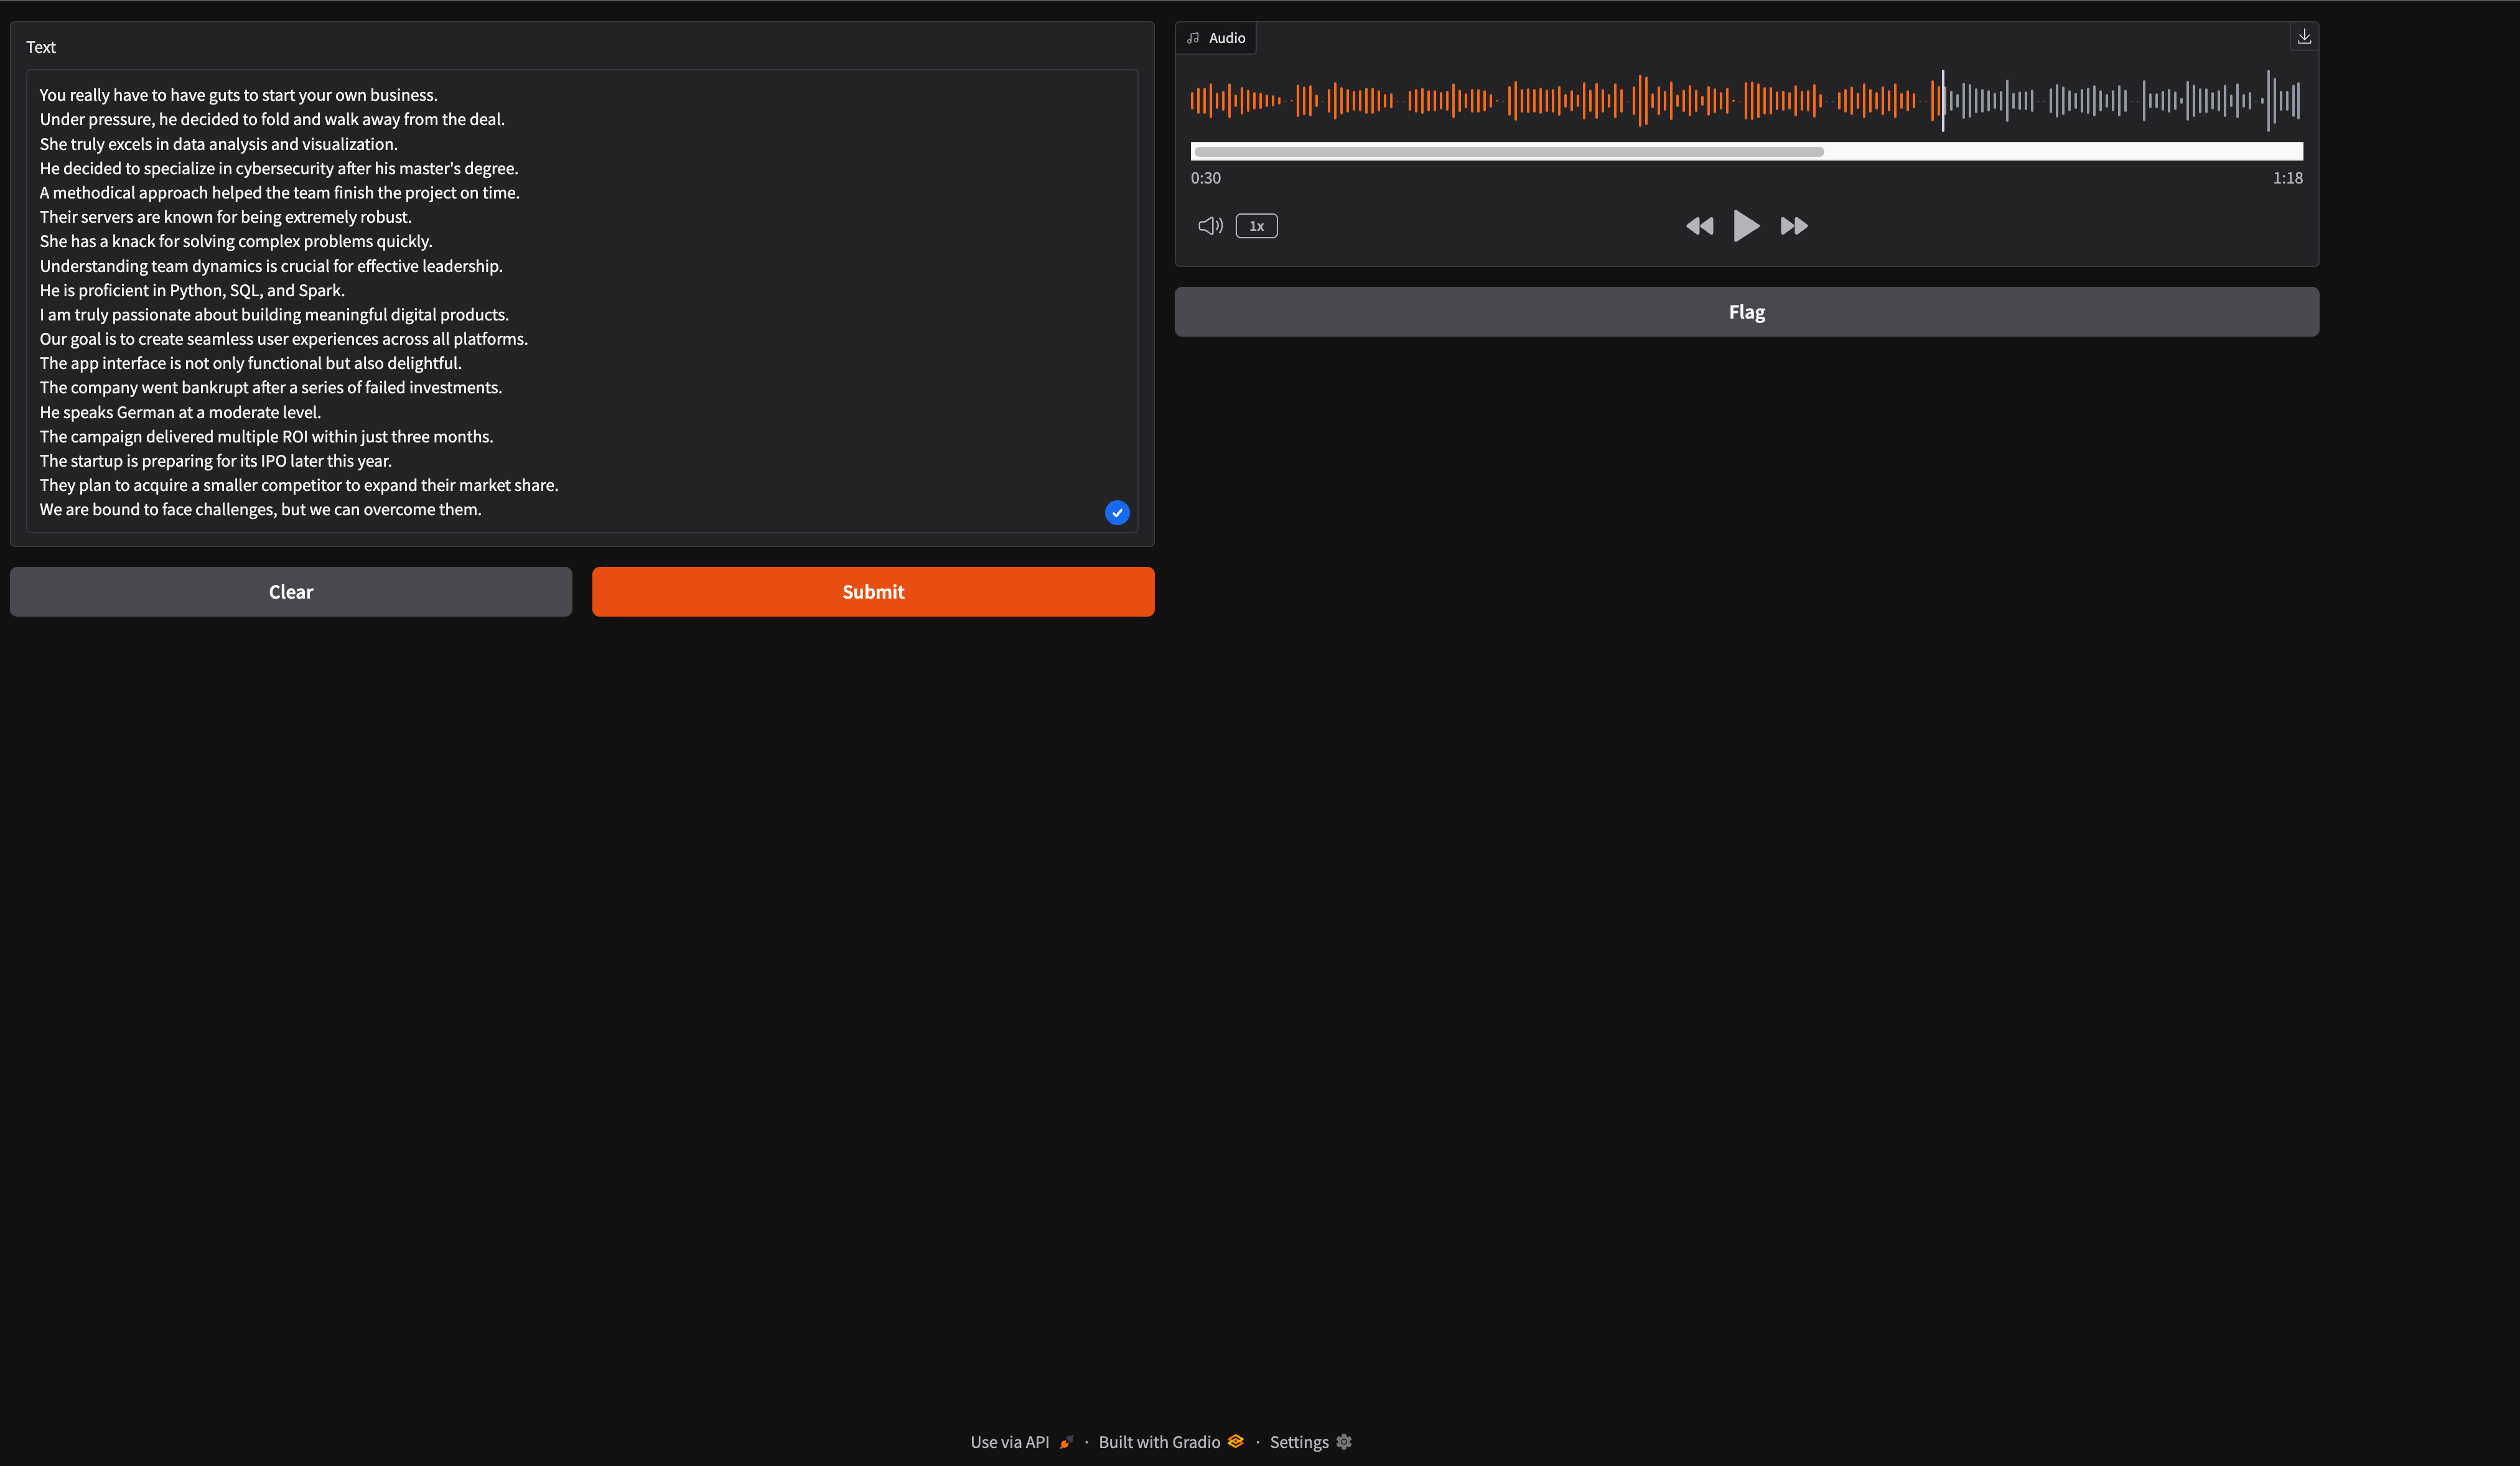 Text
You really have to have guts to start your own business.
Under pressure, he decided to fold and walk away from the deal.
She truly excels in data analysis and visualization.
He decided to specialize in cybersecurity after his master's degree.
A methodical approach helped the team finish the project on time.
Their servers are known for being extremely robust.
She has a knack for solving complex problems quickly.
Understanding team dynamics is crucial for effective leadership.
He is proficient in Python, SQL, and Spark.
I am truly passionate about building meaningful digital products.
Our goal is to create seamless user experiences across all platforms.
The app interface is not only functional but also delightful.
The company went bankrupt after a series of failed investments.
He speaks German at a moderate level.
The campaign delivered multiple ROI within just three months.
The startup is preparing for its IPO later this year.
They plan to acquire a smaller competitor to expand their market share.
We are bound to face challenges, but we can overcome them.
Clear
Submit
Audio
0:30
1:18
1x
Flag
Use via API · Built with Gradio · Settings